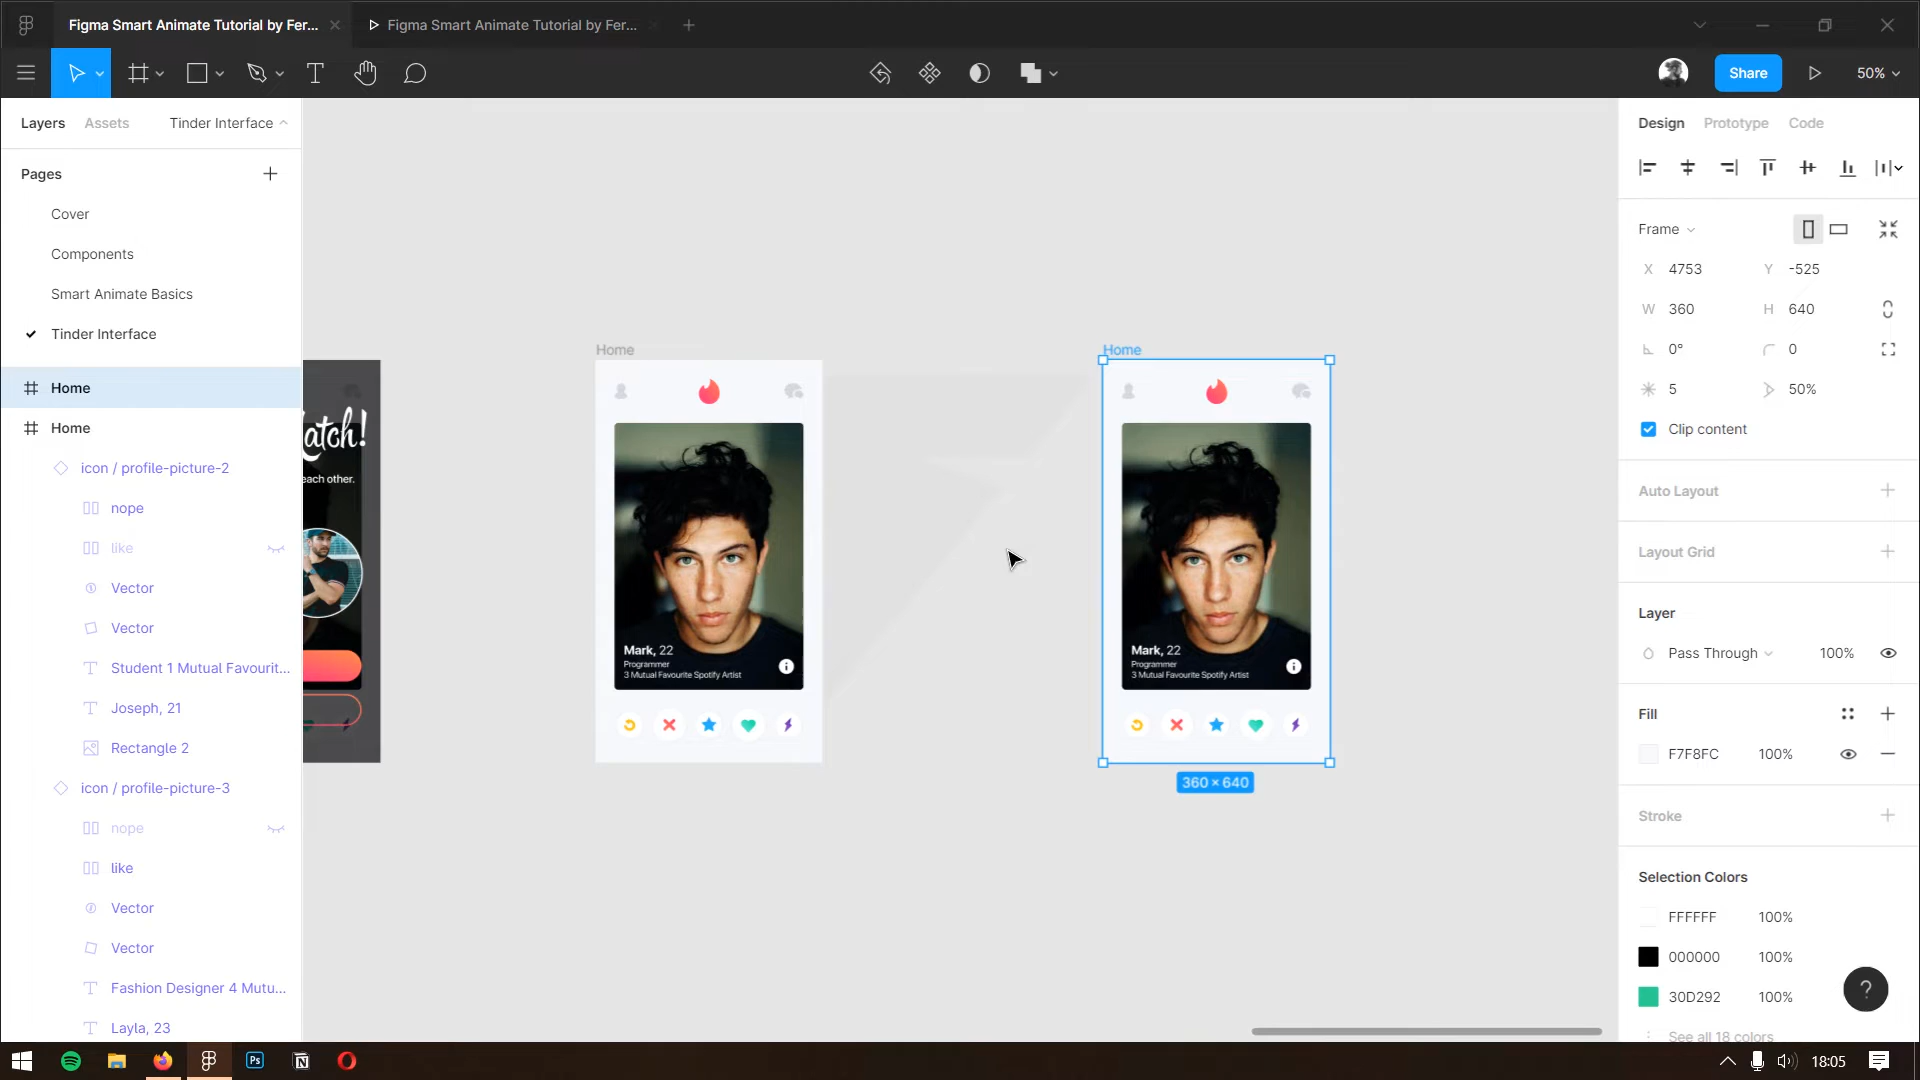 Figma Smart Animate Tutorial by Fer...
Figma Smart Animate Tutorial by Fer...
Share
50%
Layers
Assets
Tinder Interface
Design
Prototype
Code
Pages
Cover
Components
Smart Animate Basics
Tinder Interface
Home
Home
icon / profile-picture-2
nope
like
Vector
Vector
Student 1 Mutual Favourit...
Joseph, 21
Rectangle 2
icon / profile-picture-3
nope
like
Vector
Vector
Fashion Designer 4 Mutu...
Layla, 23
atch!
each other.
Home
Mark, 22
Programmer
3 Mutual Favourite Spotify Artist
Home
Mark, 22
Programmer
3 Mutual Favourite Spotify Artist
360 × 640
Frame
X 4753 Y -525
W 360 H 640
0° 0
5 50%
Clip content
Auto Layout
Layout Grid
Layer
Pass Through 100%
Fill
F7F8FC 100%
Stroke
Selection Colors
FFFFFF 100%
000000 100%
30D292 100%
See all 18 colors
?
Ps
18:05